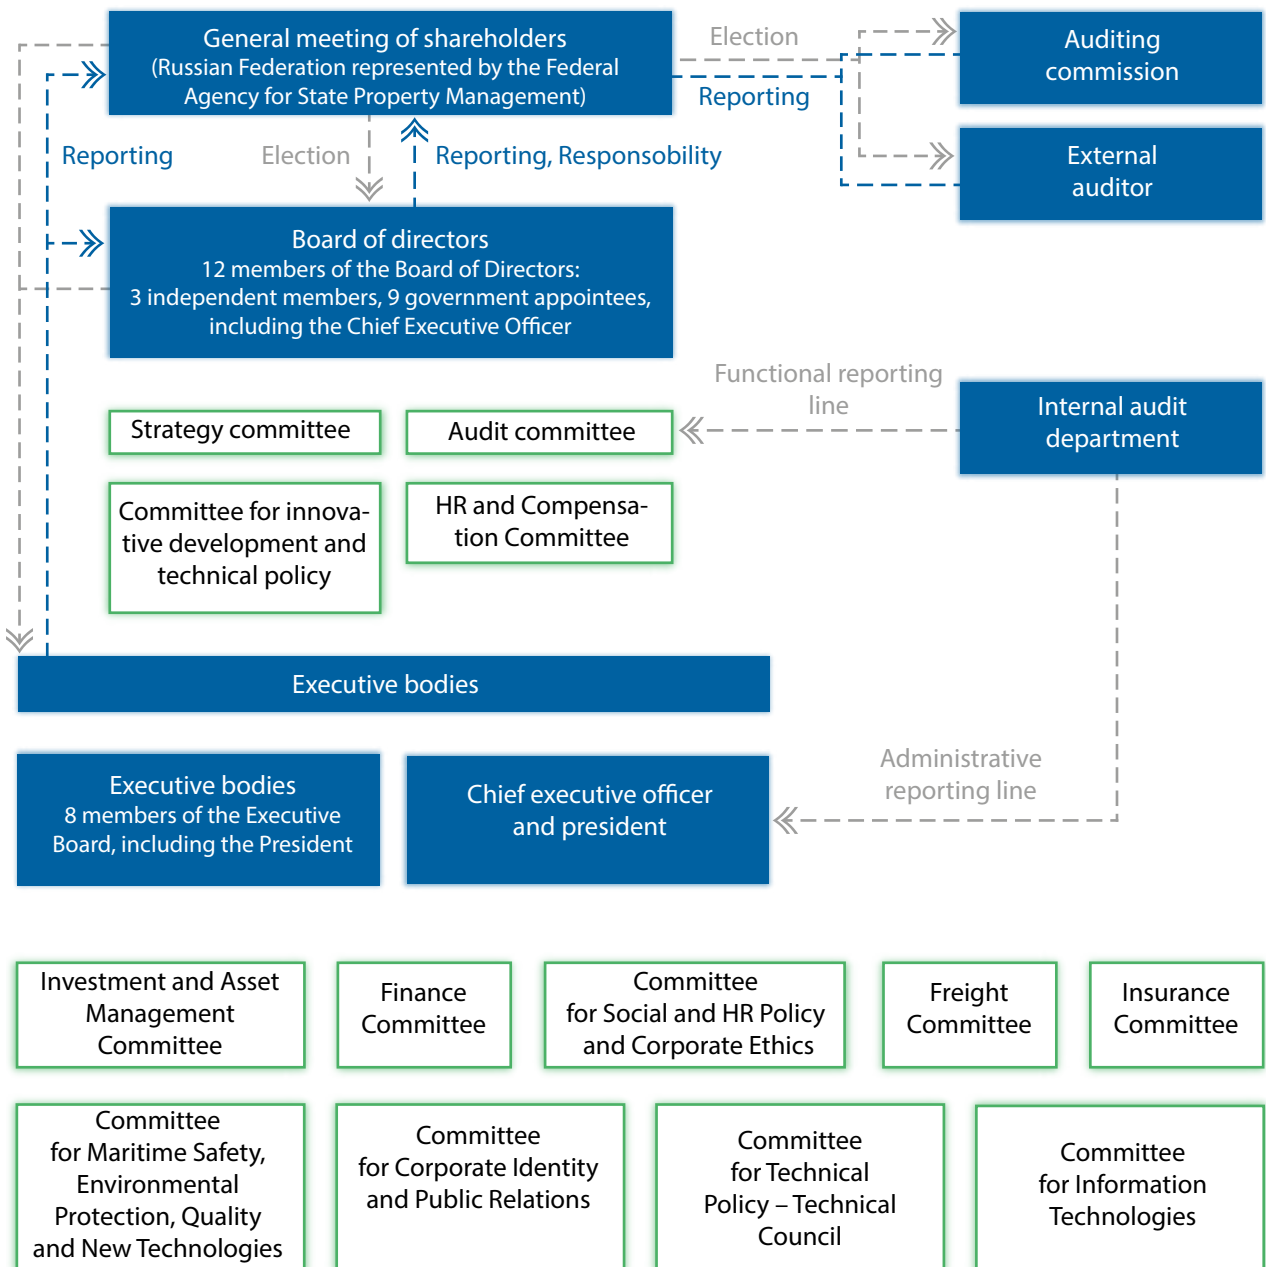 General meeting of shareholders
(Russian Federation represented by the Federal
Agency for State Property Management)
Election
Reporting
Auditing
commission
Reporting
Election
Reporting, Responsobility
External
auditor
Board of directors
12 members of the Board of Directors:
3 independent members, 9 government appointees,
including the Chief Executive Officer
Functional reporting
line
Internal audit
department
Strategy committee
Audit committee
Committee for innova-
tive development and
technical policy
HR and Compensa-
tion Committee
Executive bodies
Executive bodies
8 members of the Executive
Board, including the President
Chief executive officer
and president
Administrative
reporting line
Investment and Asset
Management
Committee
Finance
Committee
Committee
for Social and HR Policy
and Corporate Ethics
Freight
Committee
Insurance
Committee
Committee
for Maritime Safety,
Environmental
Protection, Quality
and New Technologies
Committee
for Corporate Identity
and Public Relations
Committee
for Technical
Policy – Technical
Council
Committee
for Information
Technologies